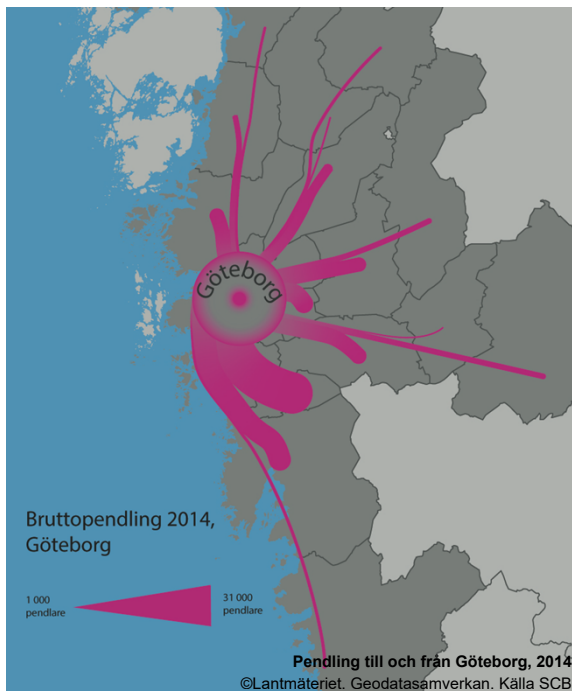 Göteborg
Bruttopendling 2014,
Göteborg
1 000
pendlare
31 000
pendlare
Pendling till och från Göteborg, 2014
©Lantmäteriet. Geodatasamverkan. Källa SCB